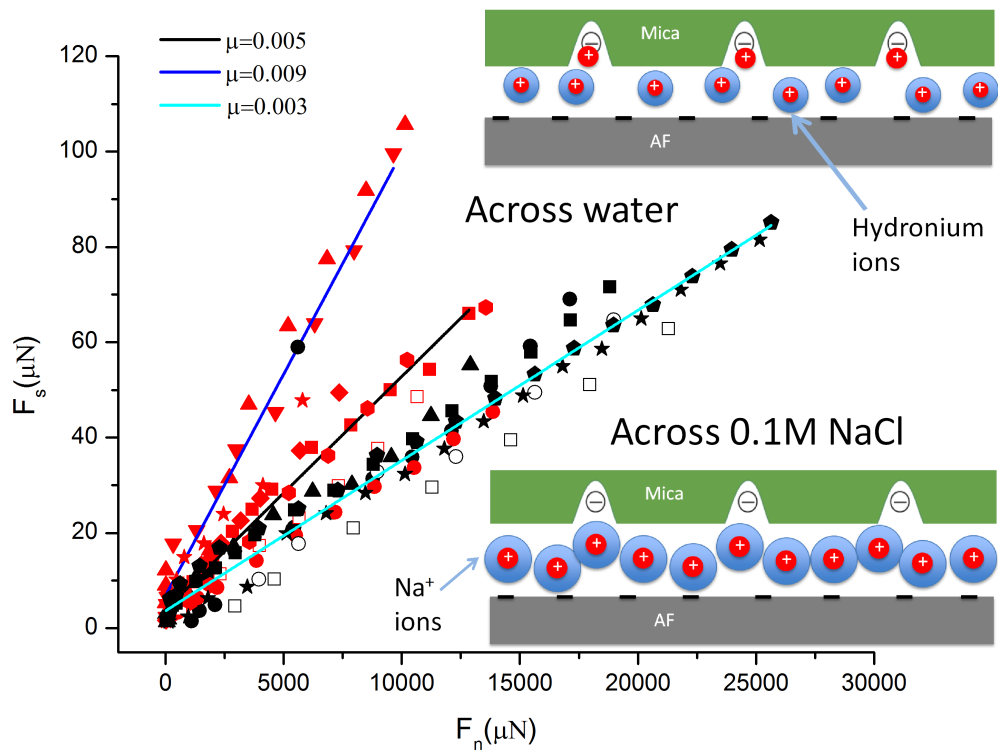 μ=0.005
μ=0.009
μ=0.003
120
100
80
60
40
20
0
Fs(μN)
0
5000
10000
15000
20000
25000
30000
Fn(μN)
Mica
− − −
+ + +
+ + + + + + + +
AF
Hydronium
ions
Across water
Across 0.1M NaCl
Mica
− − −
+ + + + + + + + + + +
Na⁺
ions
AF